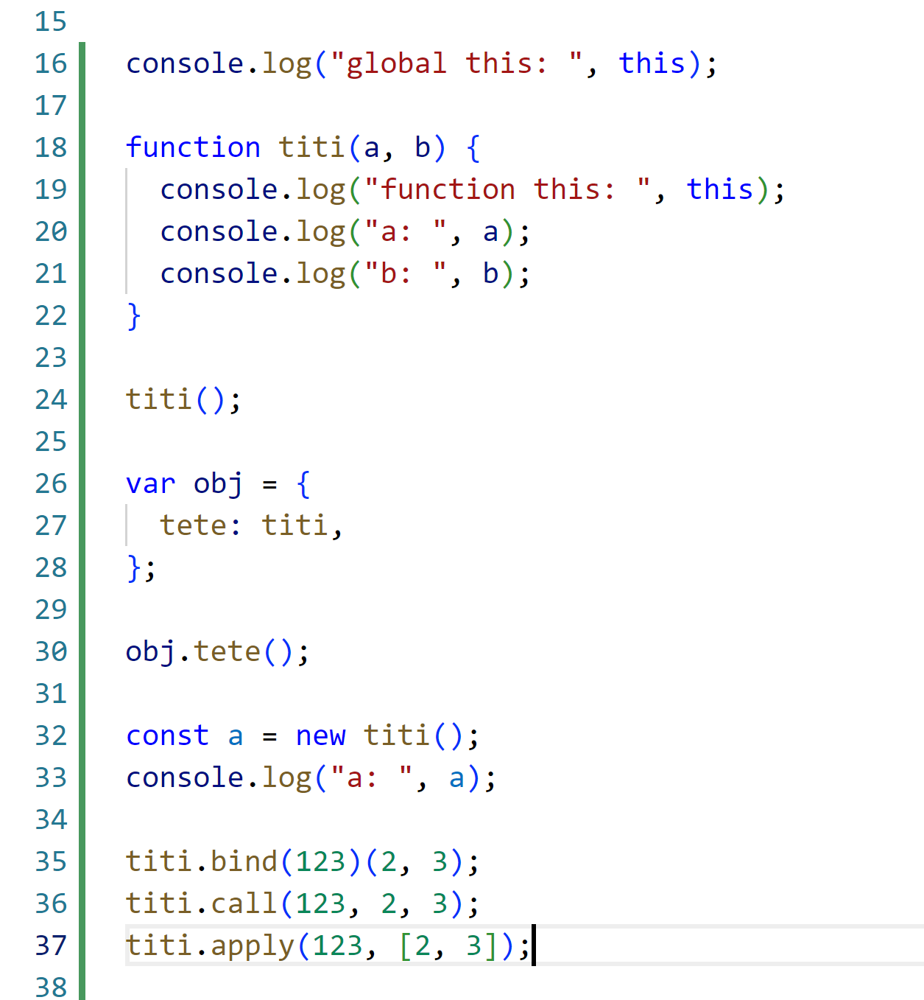 15
16 console.log("global this: ", this);
17
18 function titi(a, b) {
19   console.log("function this: ", this);
20   console.log("a: ", a);
21   console.log("b: ", b);
22 }
23
24 titi();
25
26 var obj = {
27   tete: titi,
28 };
29
30 obj.tete();
31
32 const a = new titi();
33 console.log("a: ", a);
34
35 titi.bind(123)(2, 3);
36 titi.call(123, 2, 3);
37 titi.apply(123, [2, 3]);
38